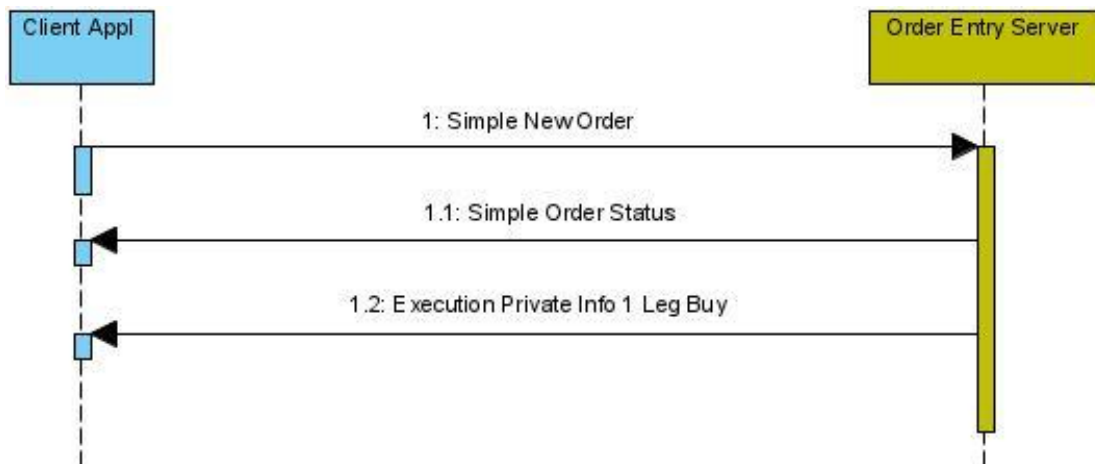 Client Appl
Order Entry Server
1: Simple New Order
1.1: Simple Order Status
1.2: Execution Private Info 1 Leg Buy